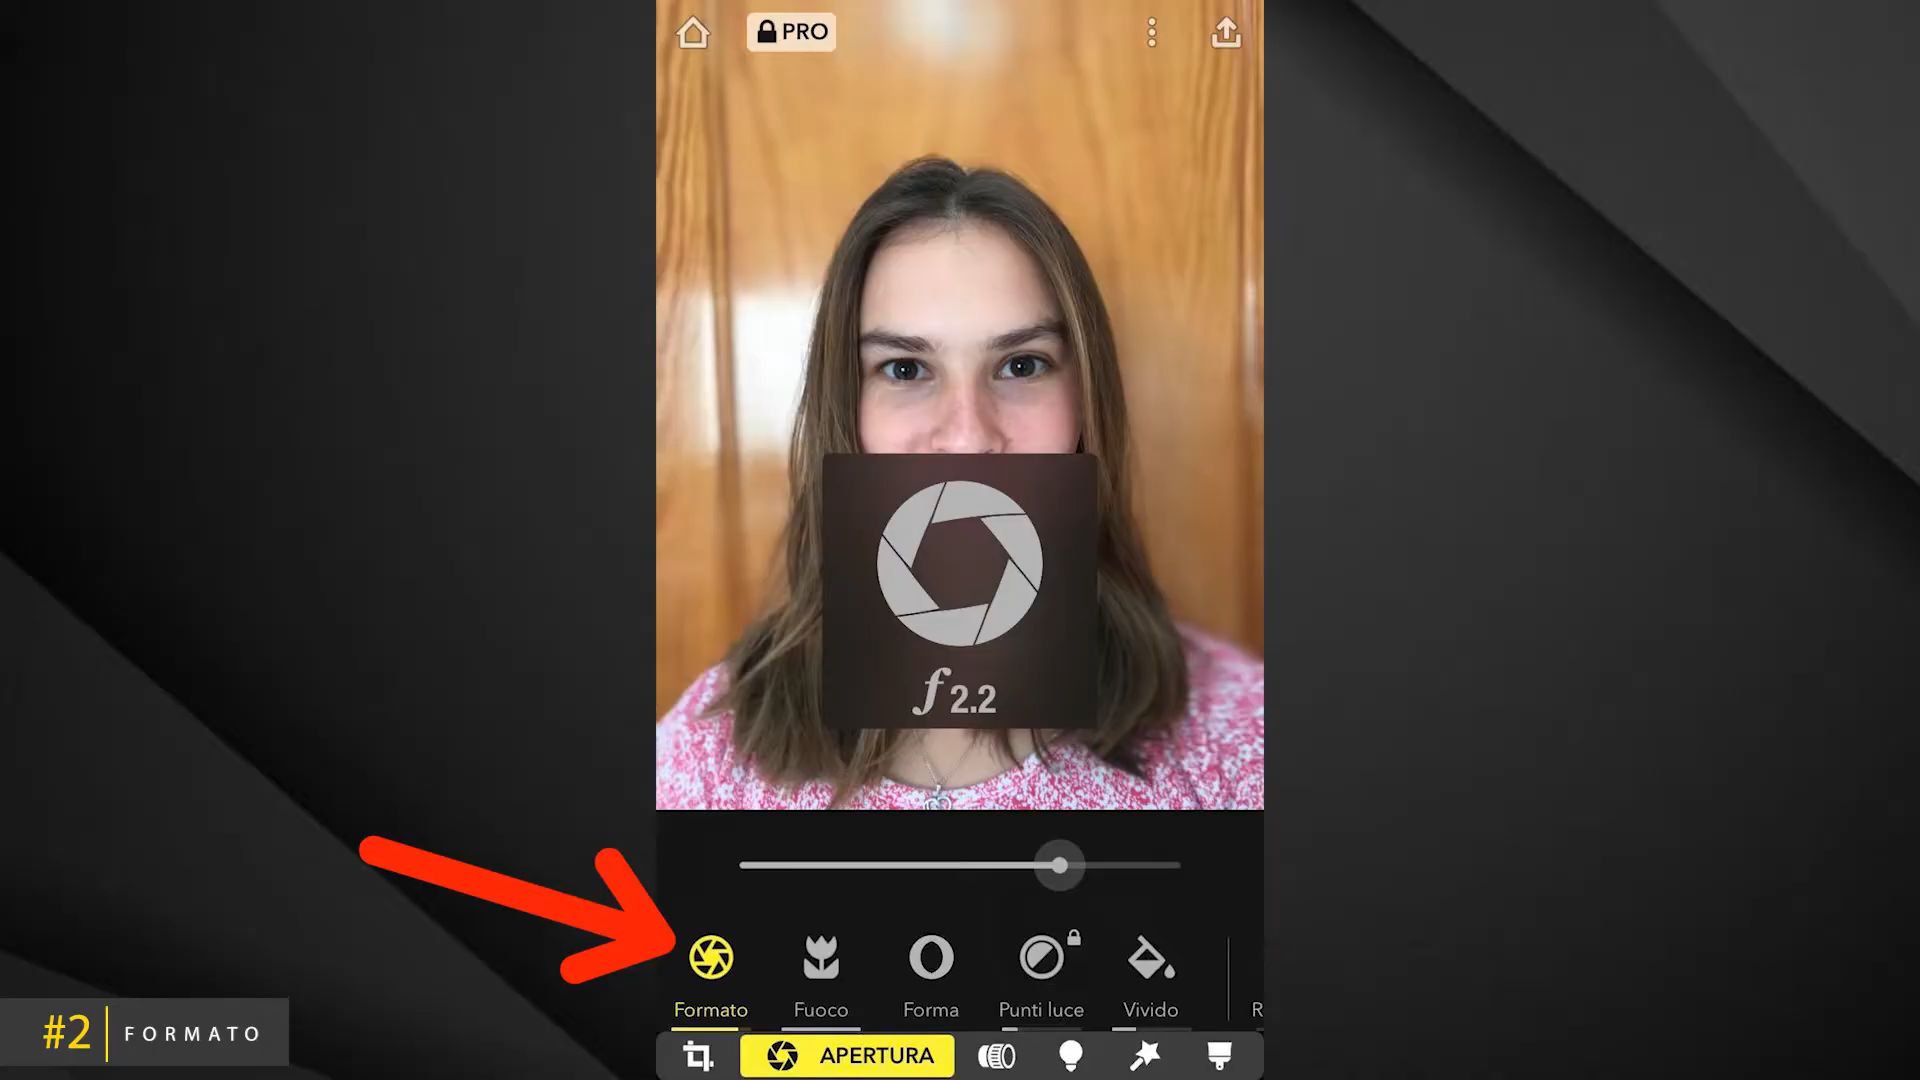 PRO
f 2.2
Formato Fuoco Forma Punti luce Vivido R
APERTURA
#2 FORMATO